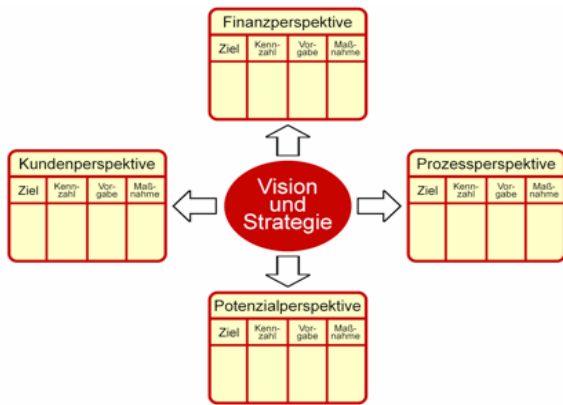 Finanzperspektive
Ziel Kenn-zahl Vor-gabe Maß-nahme
Kundenperspektive
Ziel Kenn-zahl Vor-gabe Maß-nahme
Vision
und
Strategie
Prozessperspektive
Ziel Kenn-zahl Vor-gabe Maß-nahme
Potenzialperspektive
Ziel Kenn-zahl Vor-gabe Maß-nahme